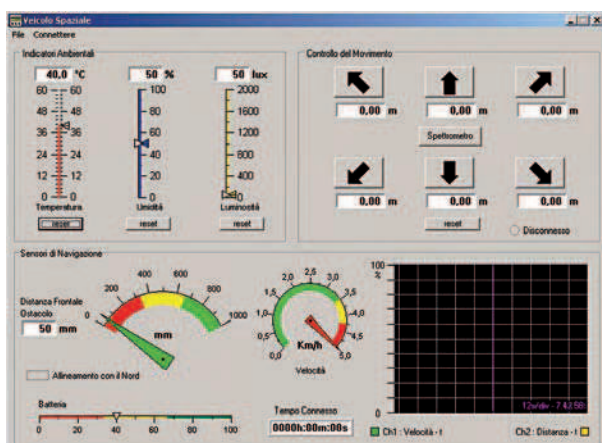 Veicolo Spaziale
File Connettere
Indicatori Ambientali
40,0 °C
50 %
50 lux
60 60
48 48
36 36
24 24
12 12
0 0
100
80
60
40
20
0
2000
1600
1200
800
400
0
Temperatura
Umidità
Luminosità
reset
reset
reset
Controllo del Movimento
0,00 m
0,00 m
0,00 m
Spettrometro
0,00 m
0,00 m
0,00 m
reset
Disconnesso
Sensori di Navigazione
Distanza Frontale
Ostacolo
50 mm
0
200
400
600
800
1000
mm
Allineamento con il Nord
Batteria
0 20 40 60 80 100
0,0
0,5
1,0
1,5
2,0
2,5
3,0
3,5
4,0
4,5
5,0
Km/h
Velocità
Tempo Connesso
0000h:00m:00s
100
%
0
Ch1 : Velocità - t
Ch2 : Distanza - t